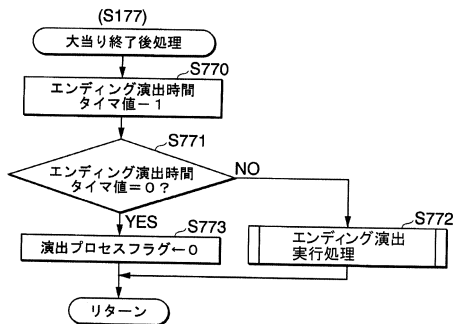 (S177)
大当り終了後処理
S770
エンディング演出時間
タイマ値－１
S771
エンディング演出時間
タイマ値＝０？
NO
YES
S773
S772
演出プロセスフラグ←０
エンディング演出
実行処理
リターン